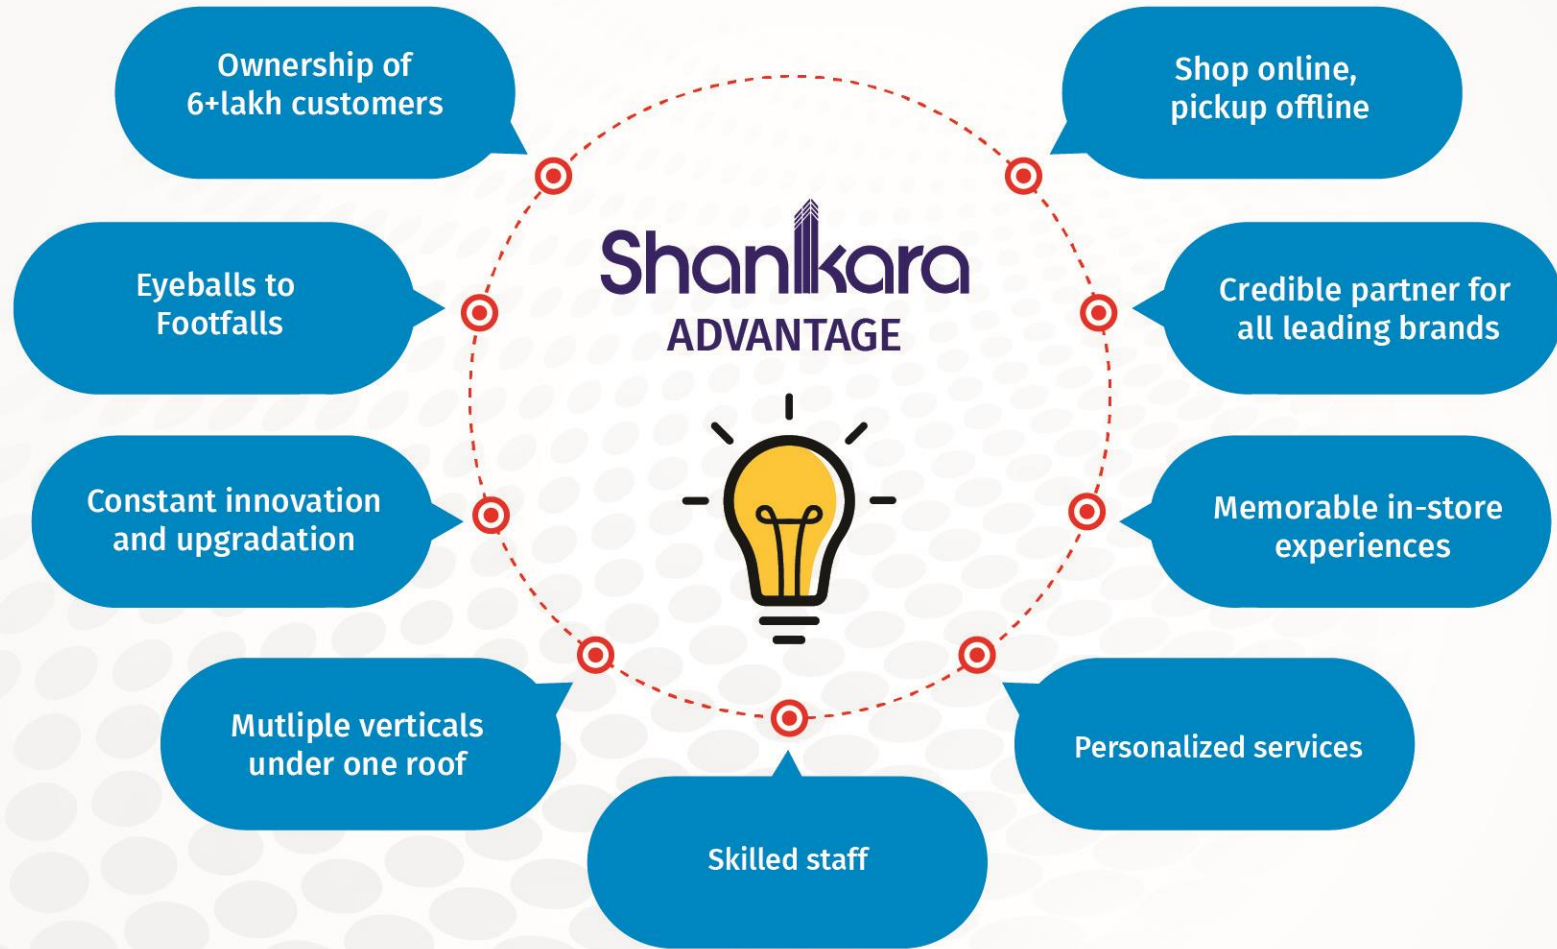 Ownership of
6+lakh customers
Shop online,
pickup offline
Shankara
ADVANTAGE
Eyeballs to
Footfalls
Credible partner for
all leading brands
Constant innovation
and upgradation
Memorable in-store
experiences
Mutliple verticals
under one roof
Personalized services
Skilled staff